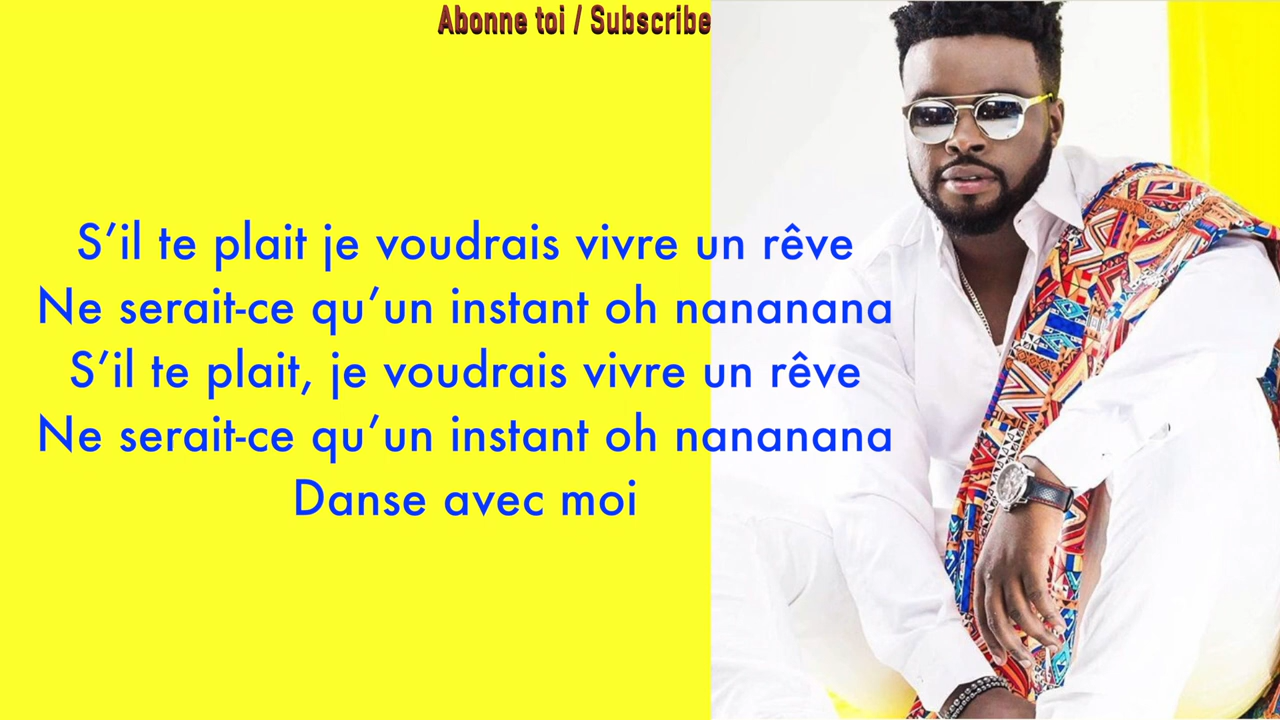 Abonne toi / Subscribe
S’il te plait je voudrais vivre un rêve
Ne serait-ce qu’un instant oh nananana
S’il te plait, je voudrais vivre un rêve
Ne serait-ce qu’un instant oh nananana
Danse avec moi